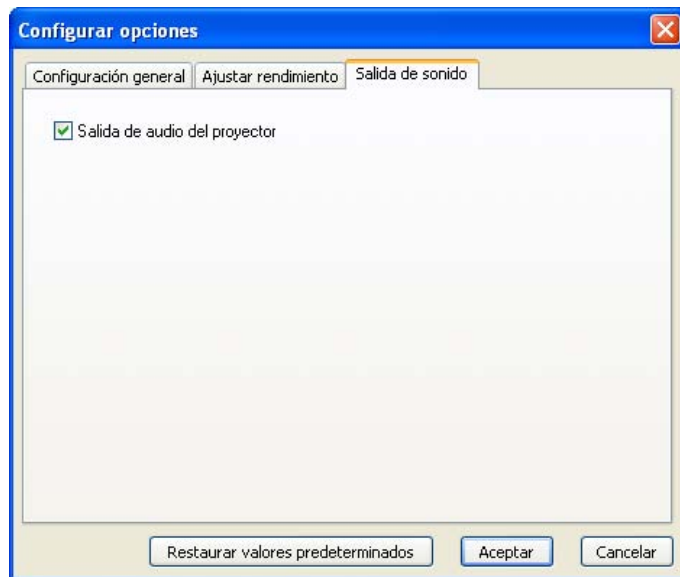 Configurar opciones
Configuración general Ajustar rendimiento Salida de sonido
Salida de audio del proyector
Restaurar valores predeterminados Aceptar Cancelar